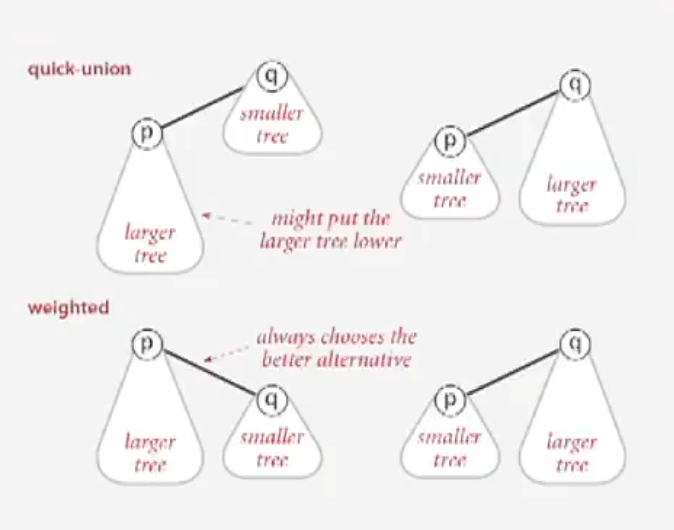 quick-union
q
smaller
tree
p
larger
tree
q
p
smaller
tree
larger
tree
might put the
larger tree lower
weighted
p
always chooses the
better alternative
q
larger
tree
smaller
tree
q
p
smaller
tree
larger
tree